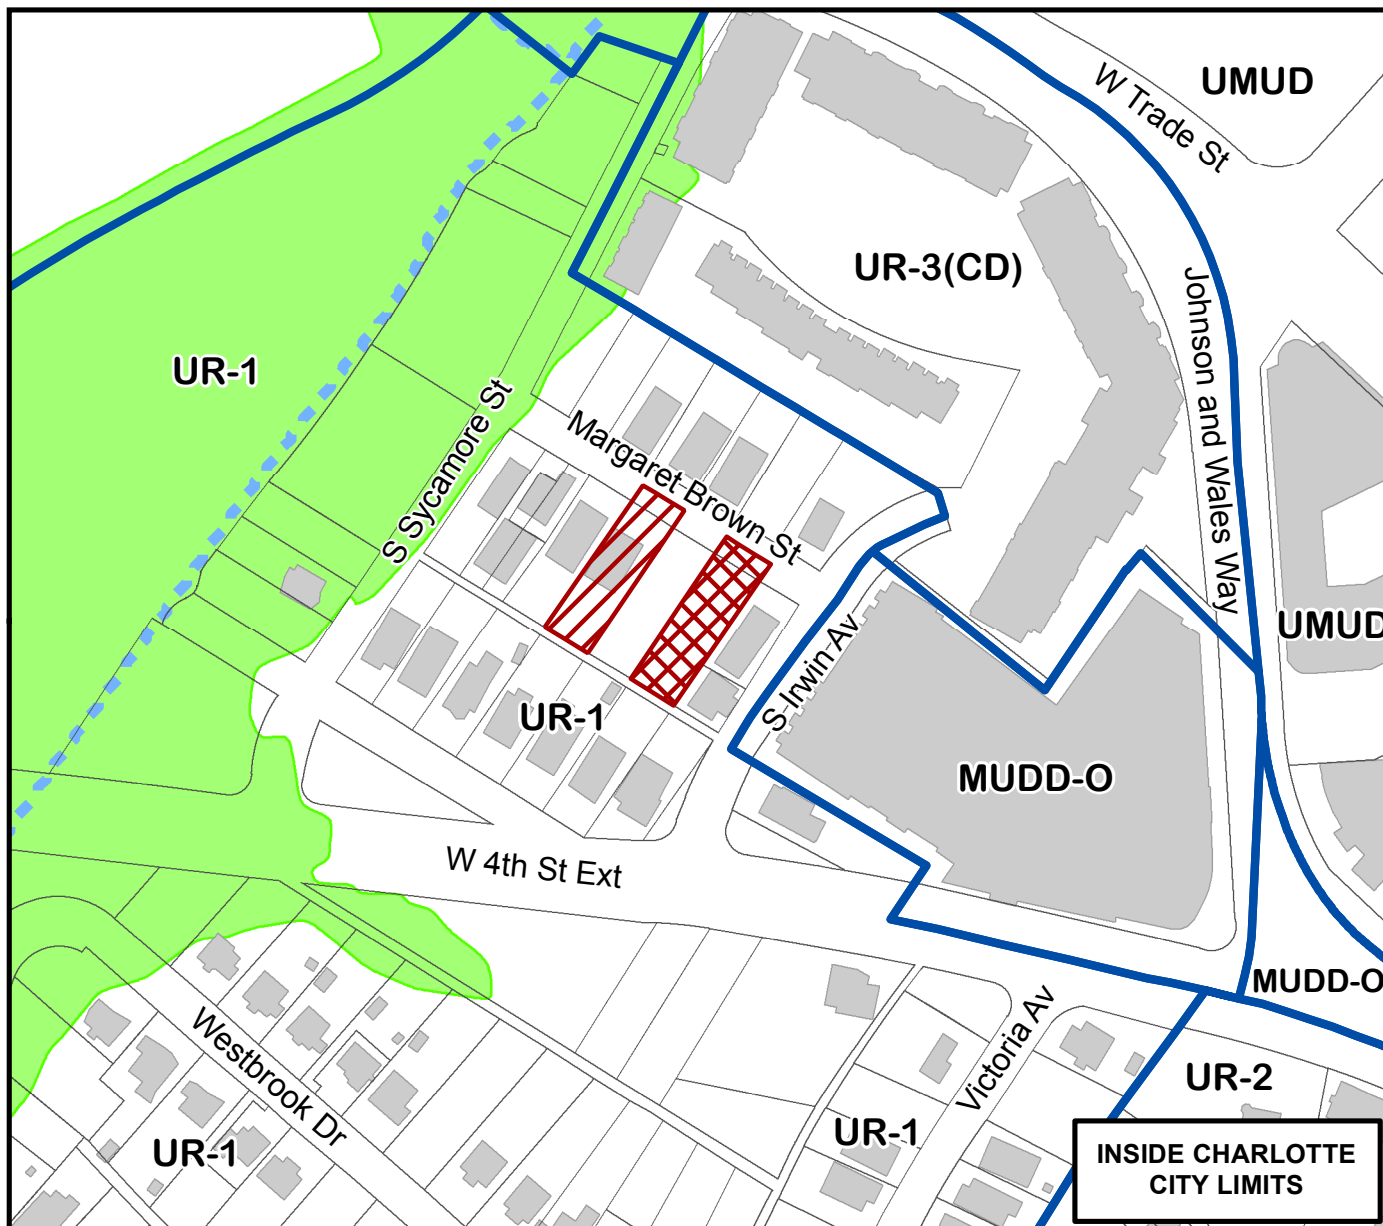 UMUD
W Trade St
UR-3(CD)
Johnson and Wales Way
UR-1
S Sycamore St
Margaret Brown St
UMUD
S Irwin Av
UR-1
MUDD-O
W 4th St Ext
MUDD-O
Westbrook Dr
Victoria Av
UR-2
UR-1
UR-1
INSIDE CHARLOTTE
CITY LIMITS